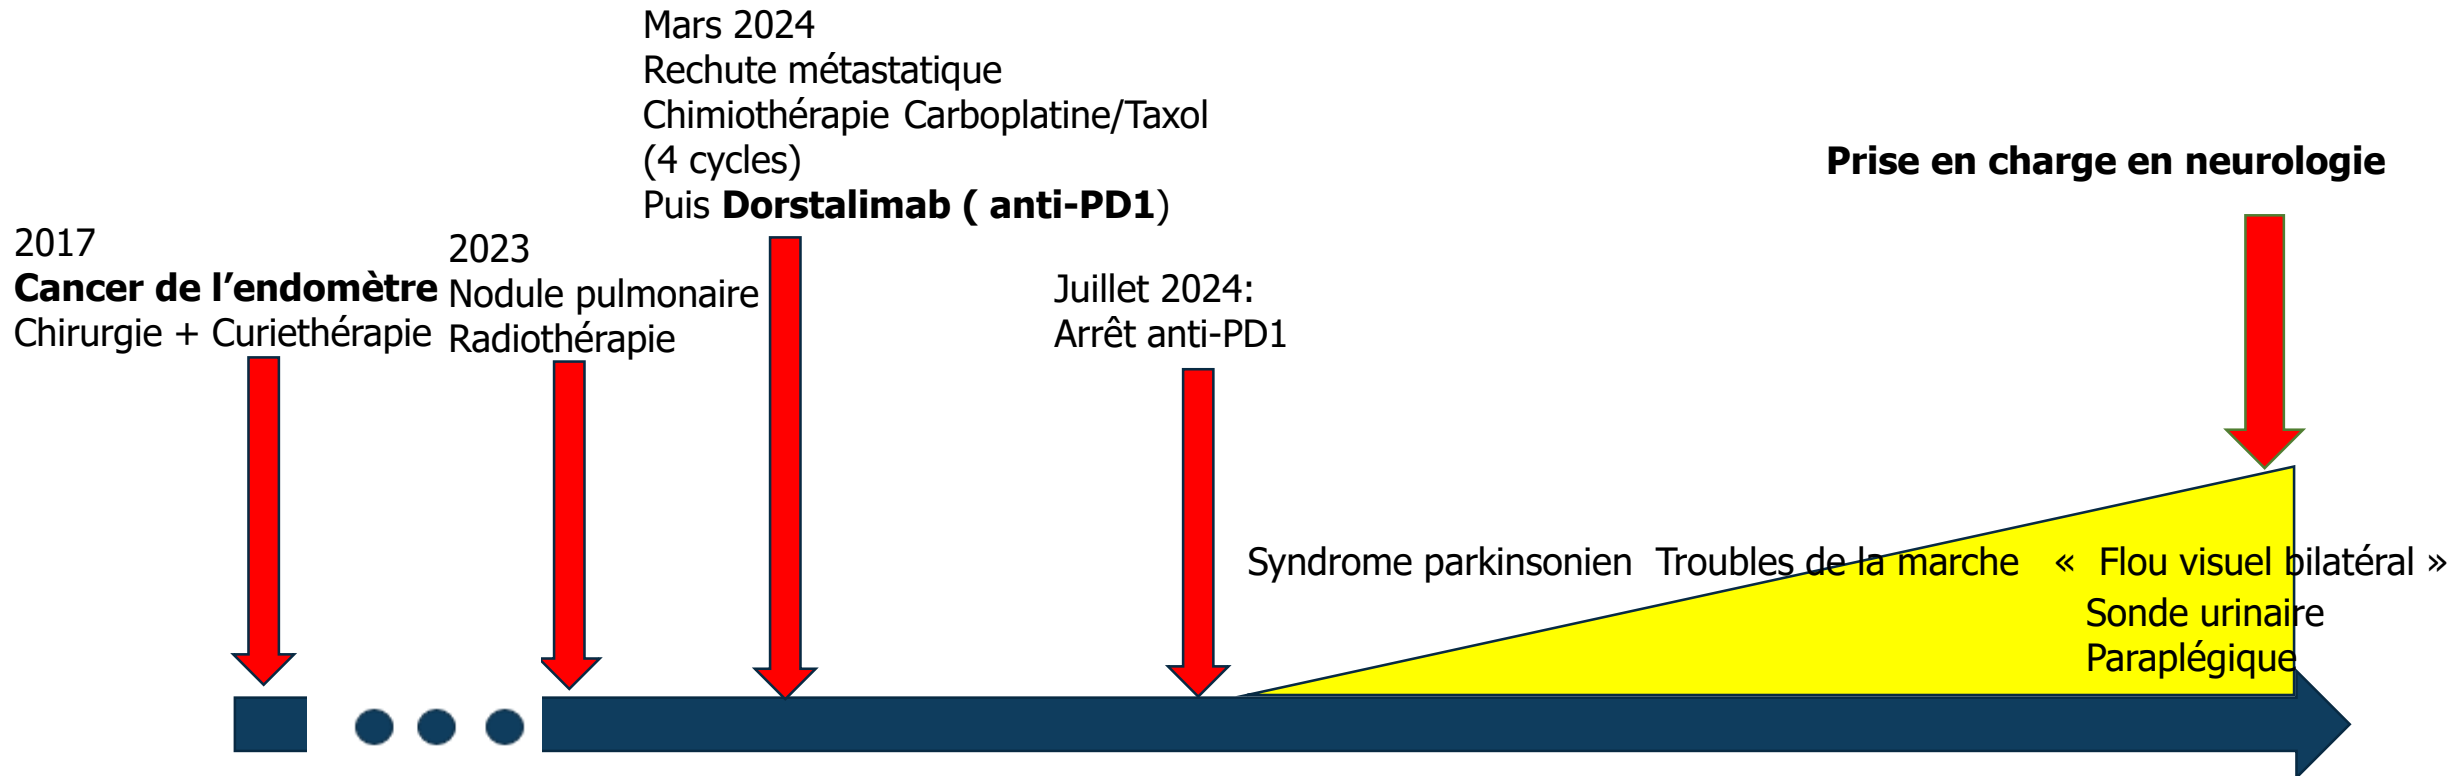 2017
Cancer de l’endomètre
Chirurgie + Curiethérapie
2023
Nodule pulmonaire
Radiothérapie
Mars 2024
Rechute métastatique
Chimiothérapie Carboplatine/Taxol
(4 cycles)
Puis Dorstalimab ( anti-PD1)
Juillet 2024:
Arrêt anti-PD1
Prise en charge en neurologie
Syndrome parkinsonien Troubles de la marche « Flou visuel bilatéral »
Sonde urinaire
Paraplégique